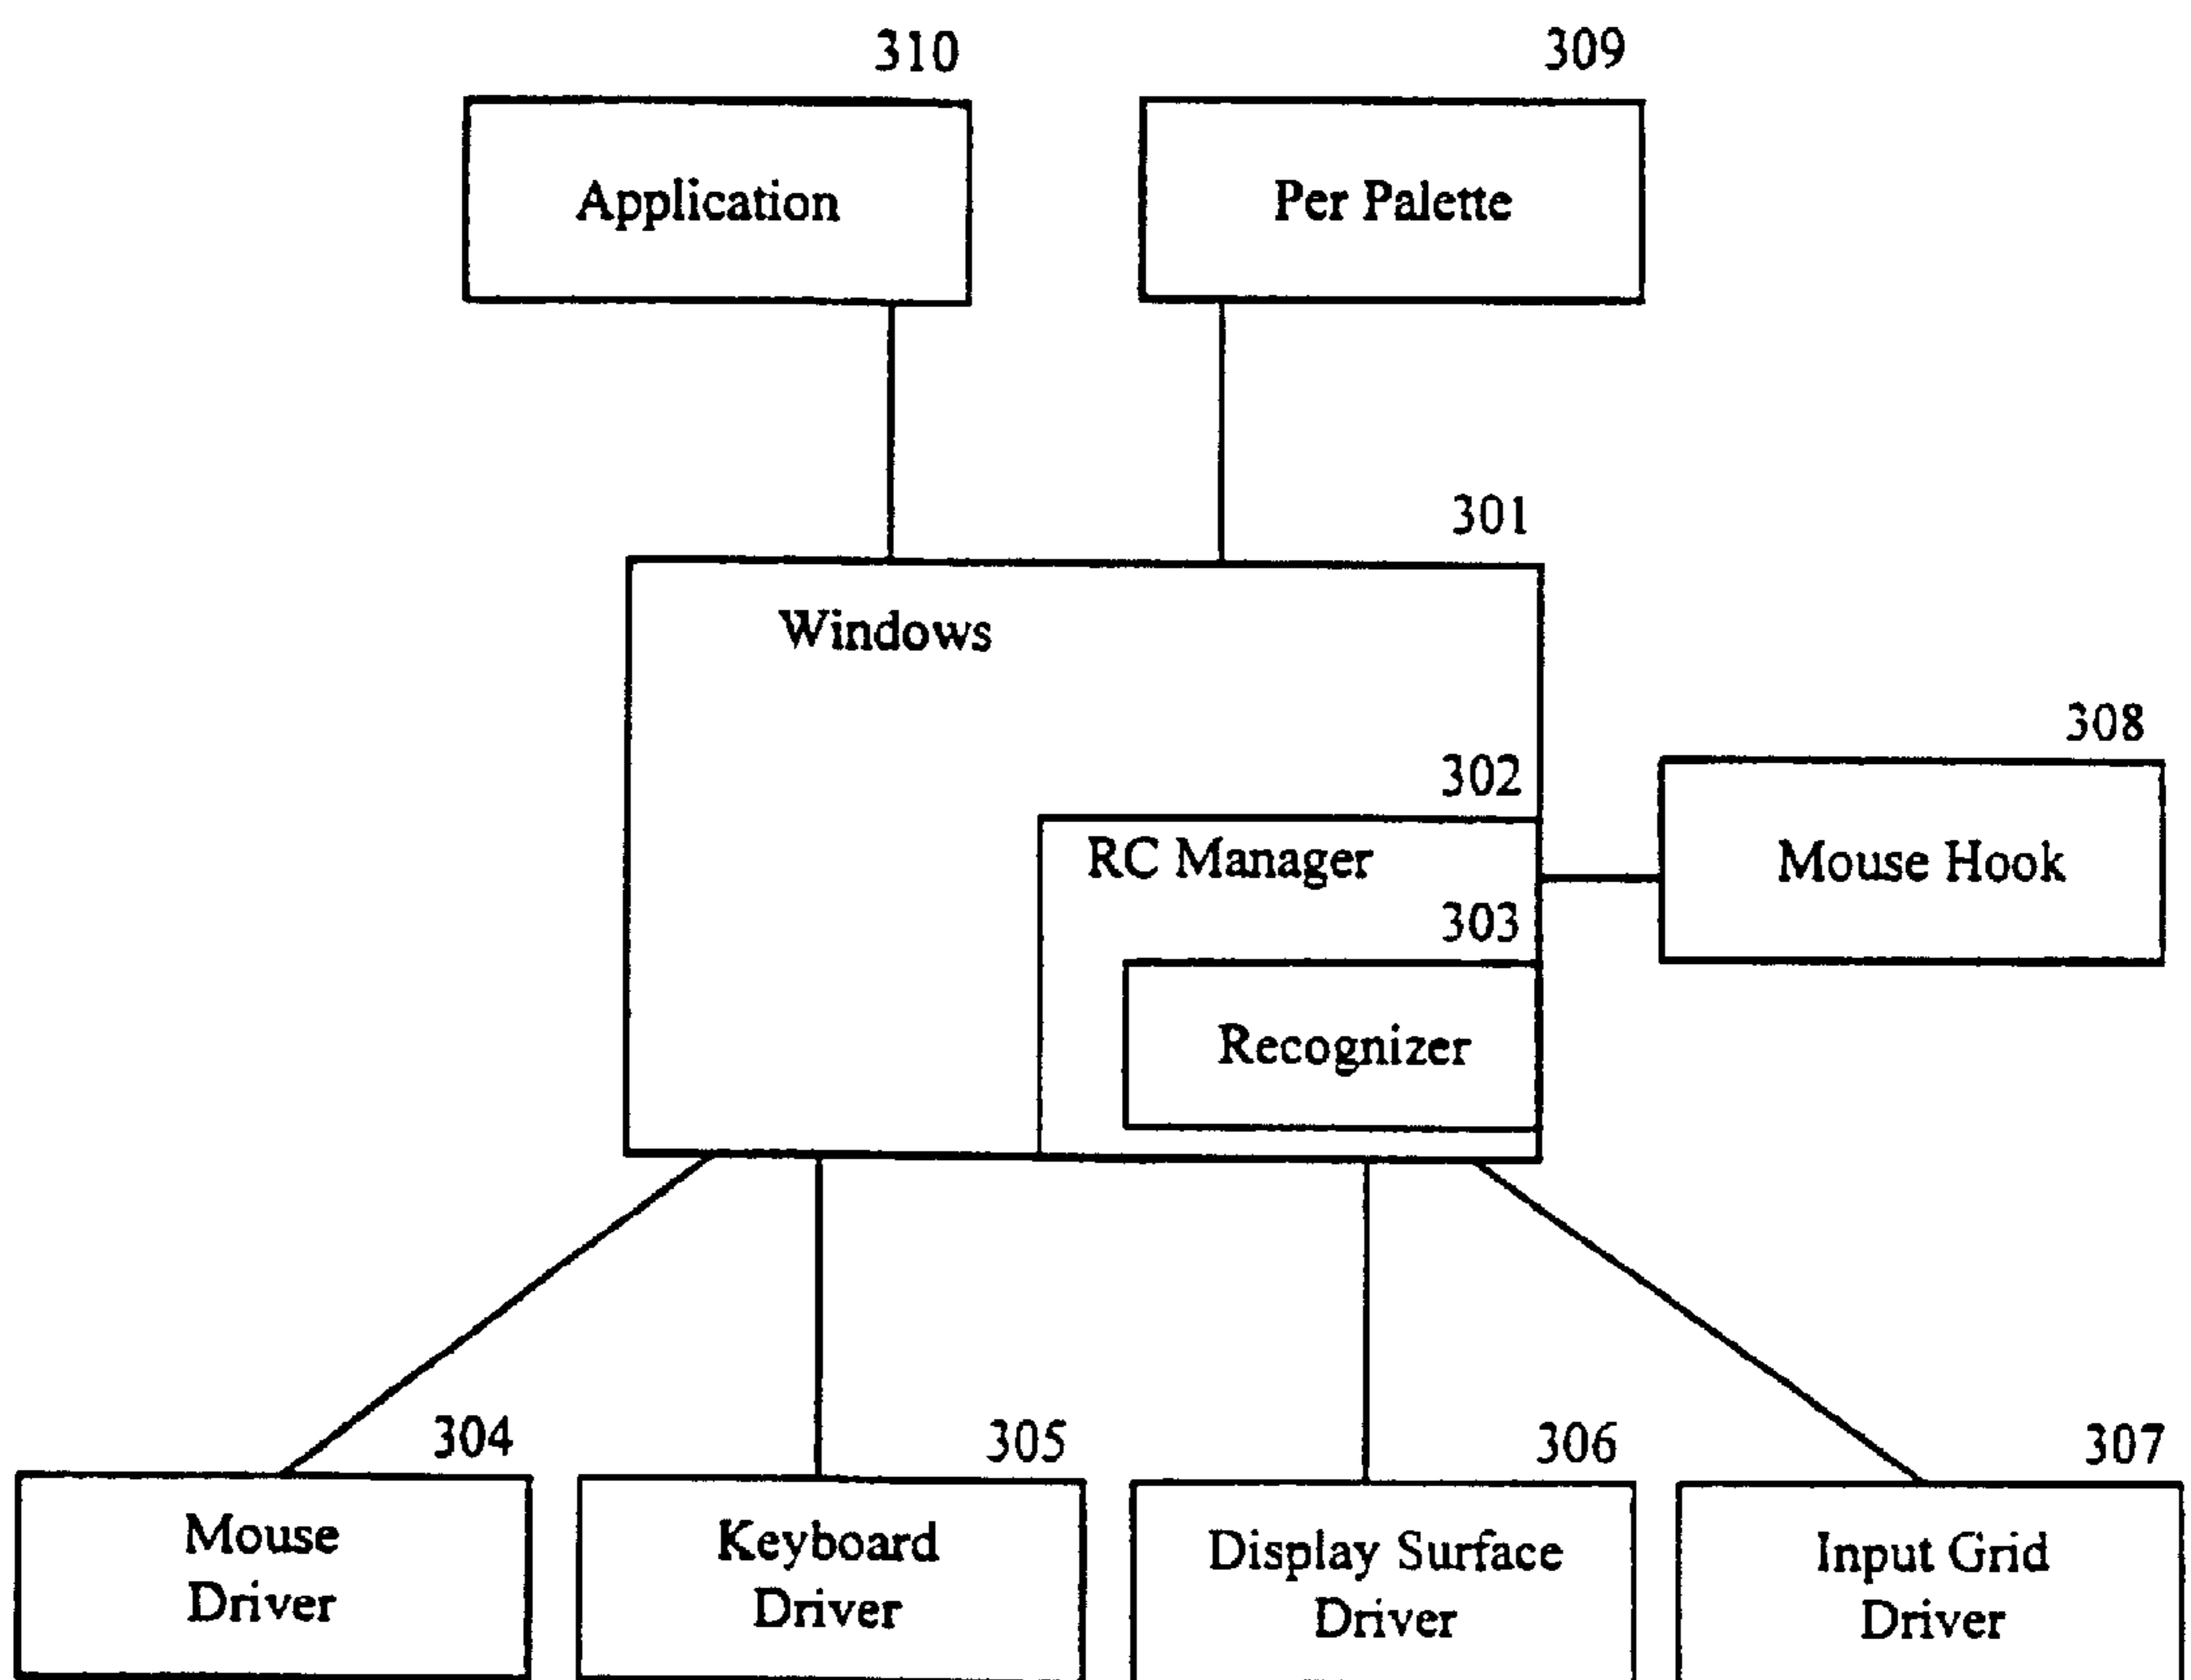 310
309
Application
Per Palette
301
Windows
308
302
RC Manager
Mouse Hook
303
Recognizer
304
305
306
307
Mouse
Driver
Keyboard
Driver
Display Surface
Driver
Input Grid
Driver